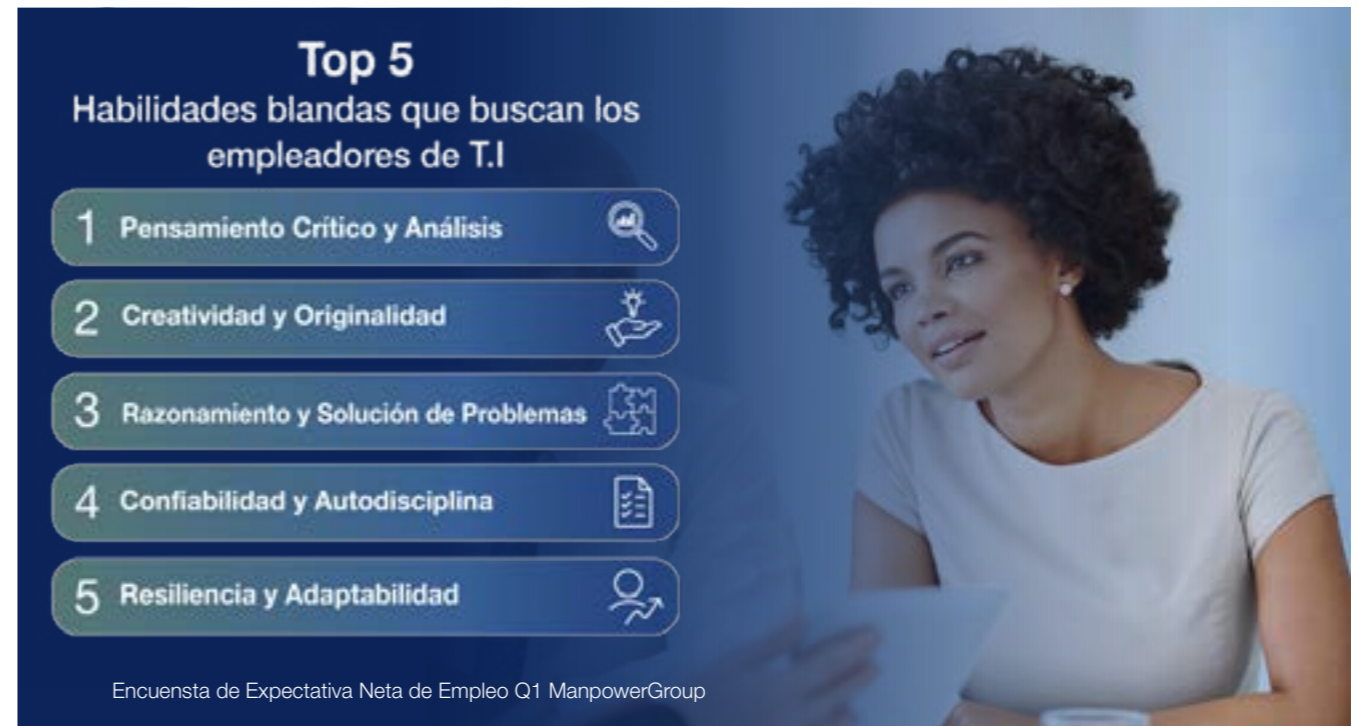 Top 5
Habilidades blandas que buscan los
empleadores de T.I
1 Pensamiento Crítico y Análisis
2 Creatividad y Originalidad
3 Razonamiento y Solución de Problemas
4 Confiabilidad y Autodisciplina
5 Resiliencia y Adaptabilidad
Encuensta de Expectativa Neta de Empleo Q1 ManpowerGroup